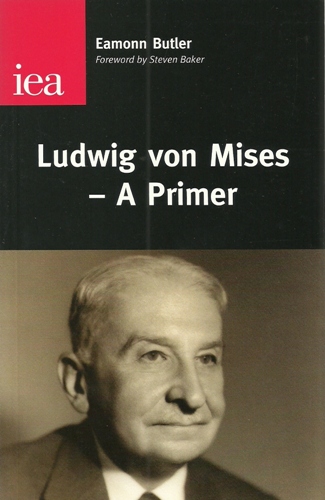 Eamonn Butler
Foreword by Steven Baker
iea
Ludwig von Mises
– A Primer